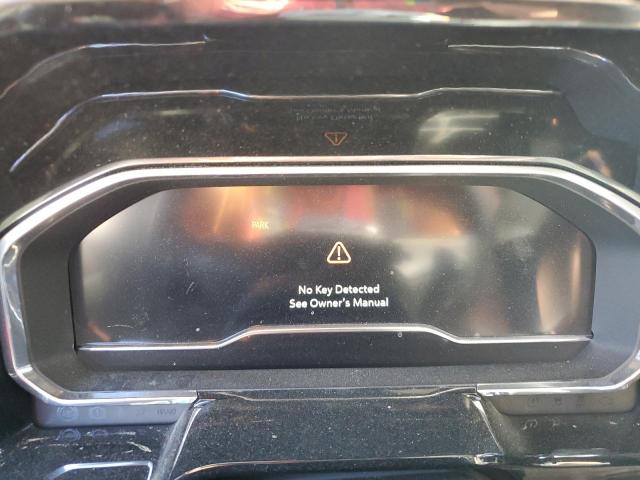 PARK
No Key Detected
See Owner's Manual